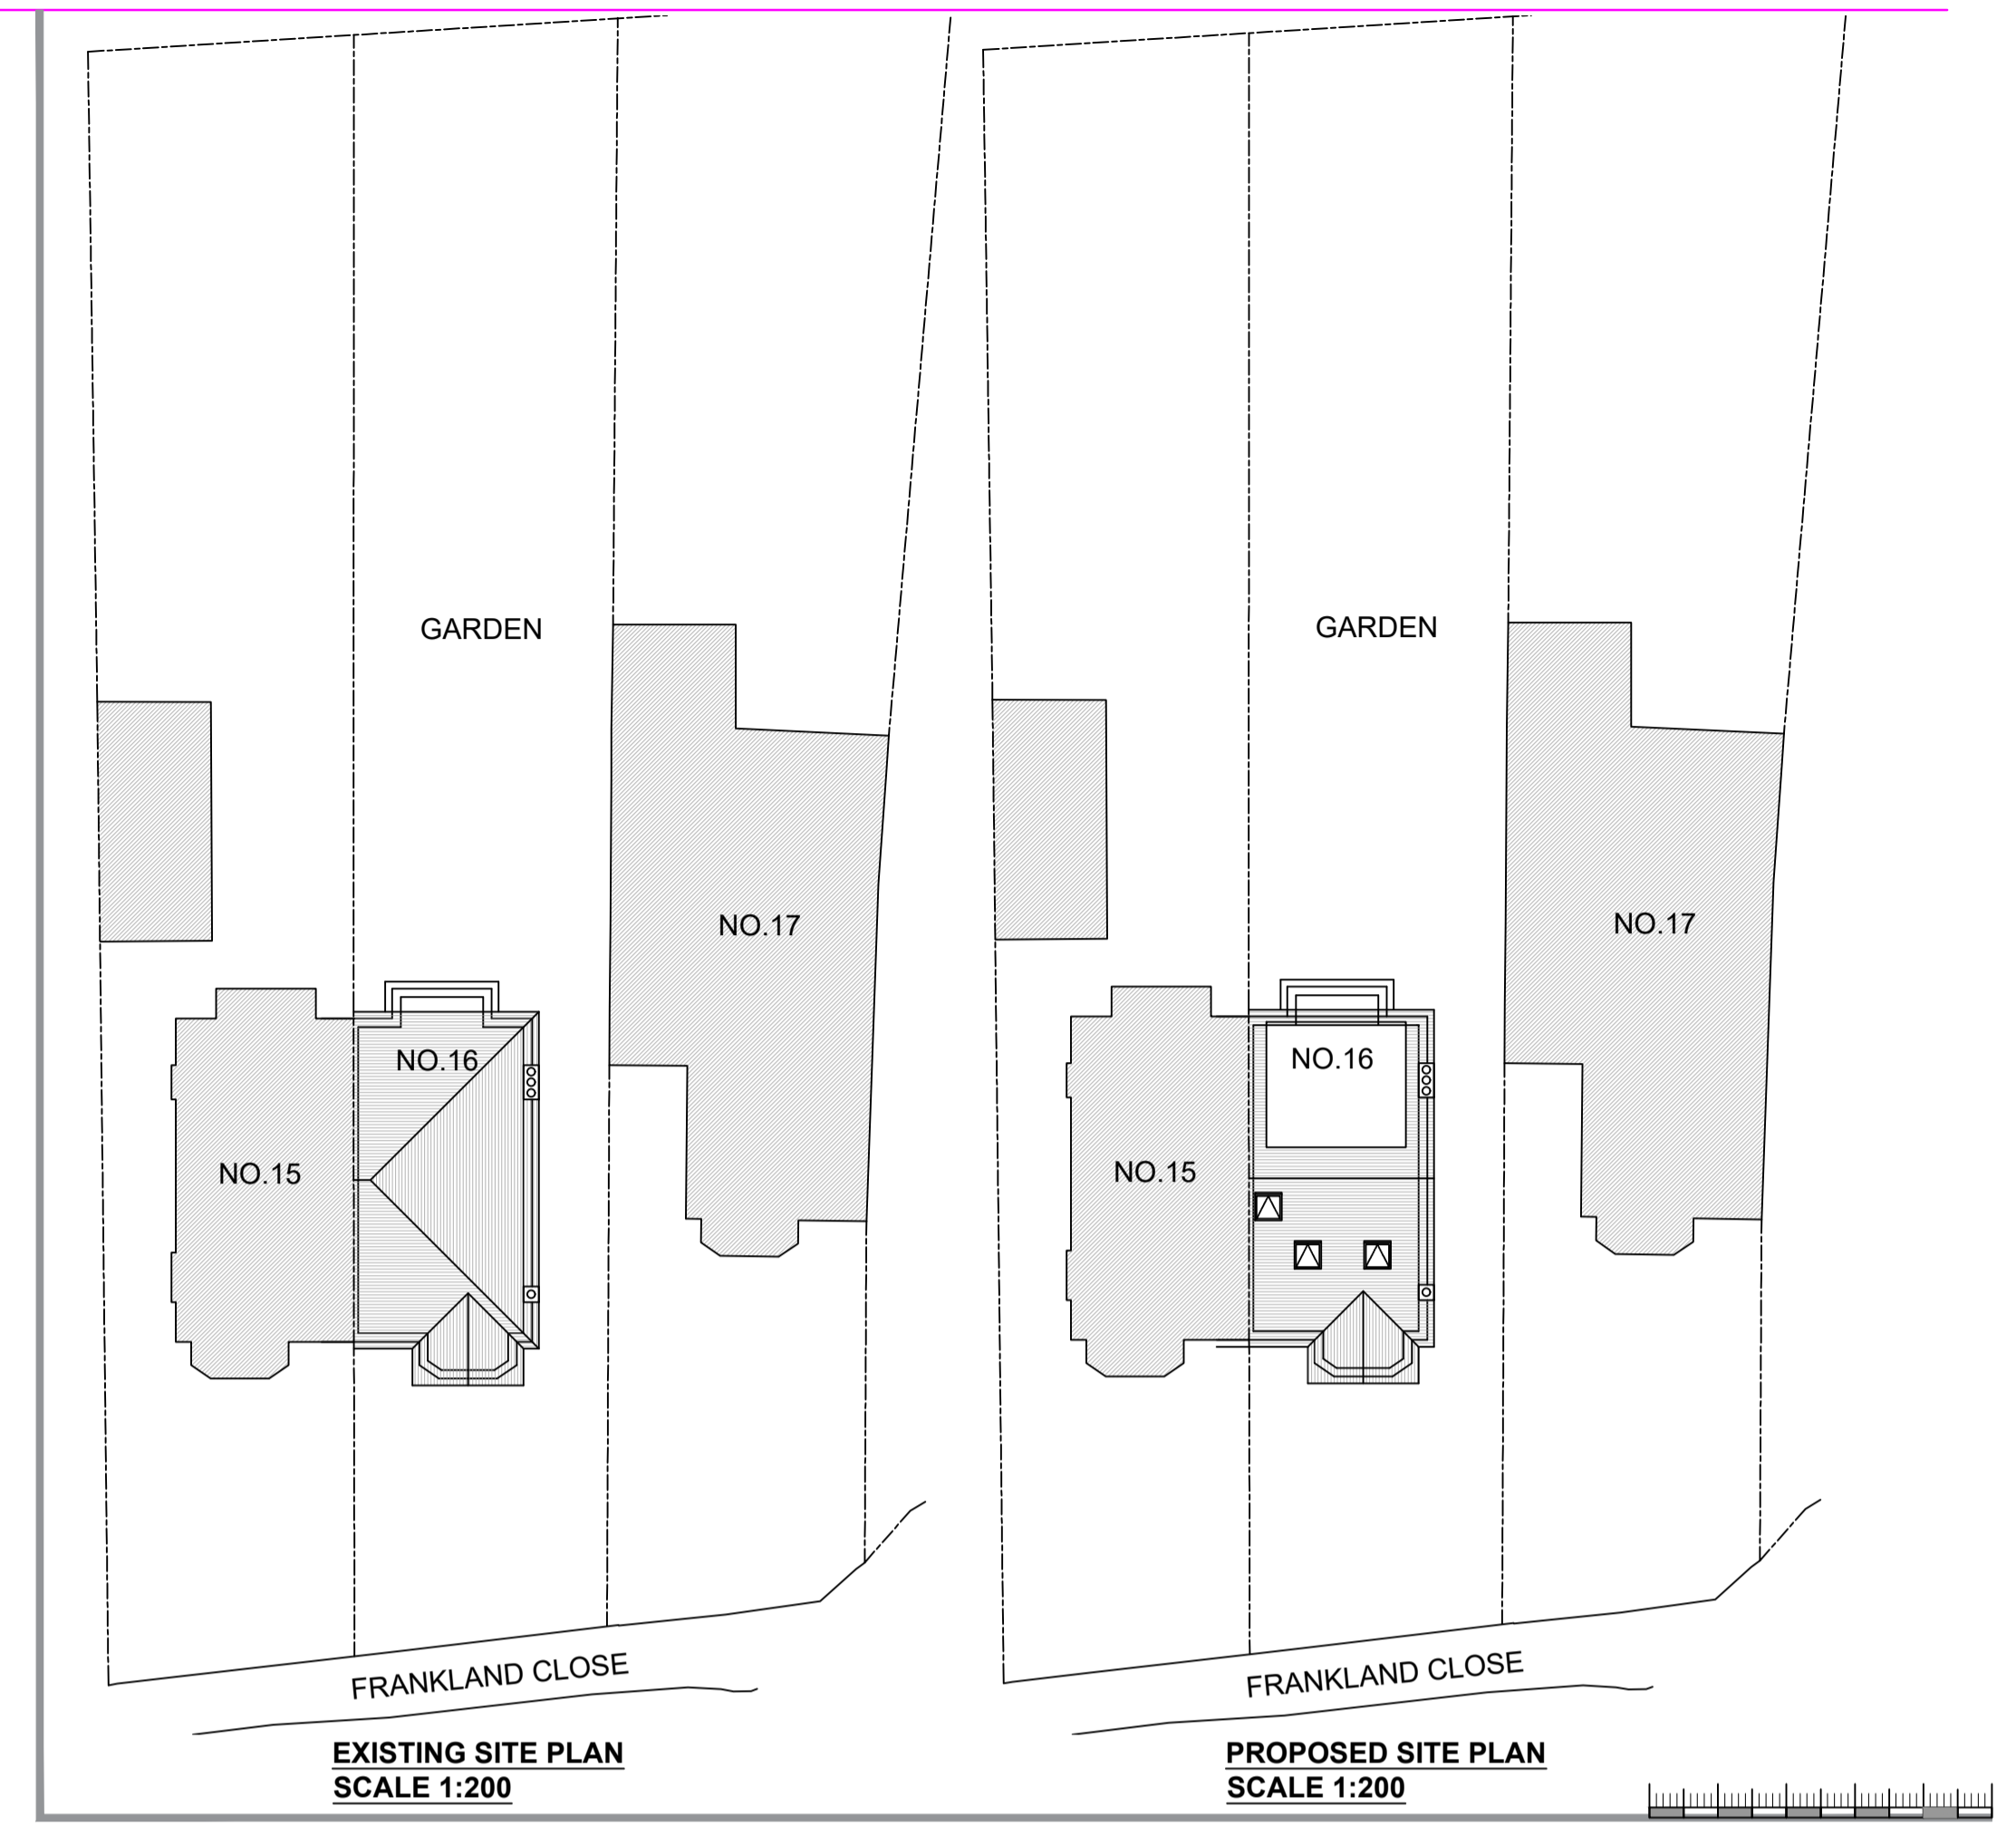 GARDEN
NO.17
NO.16
NO.15
FRANKLAND CLOSE
EXISTING SITE PLAN
SCALE 1:200
GARDEN
NO.17
NO.16
NO.15
FRANKLAND CLOSE
PROPOSED SITE PLAN
SCALE 1:200